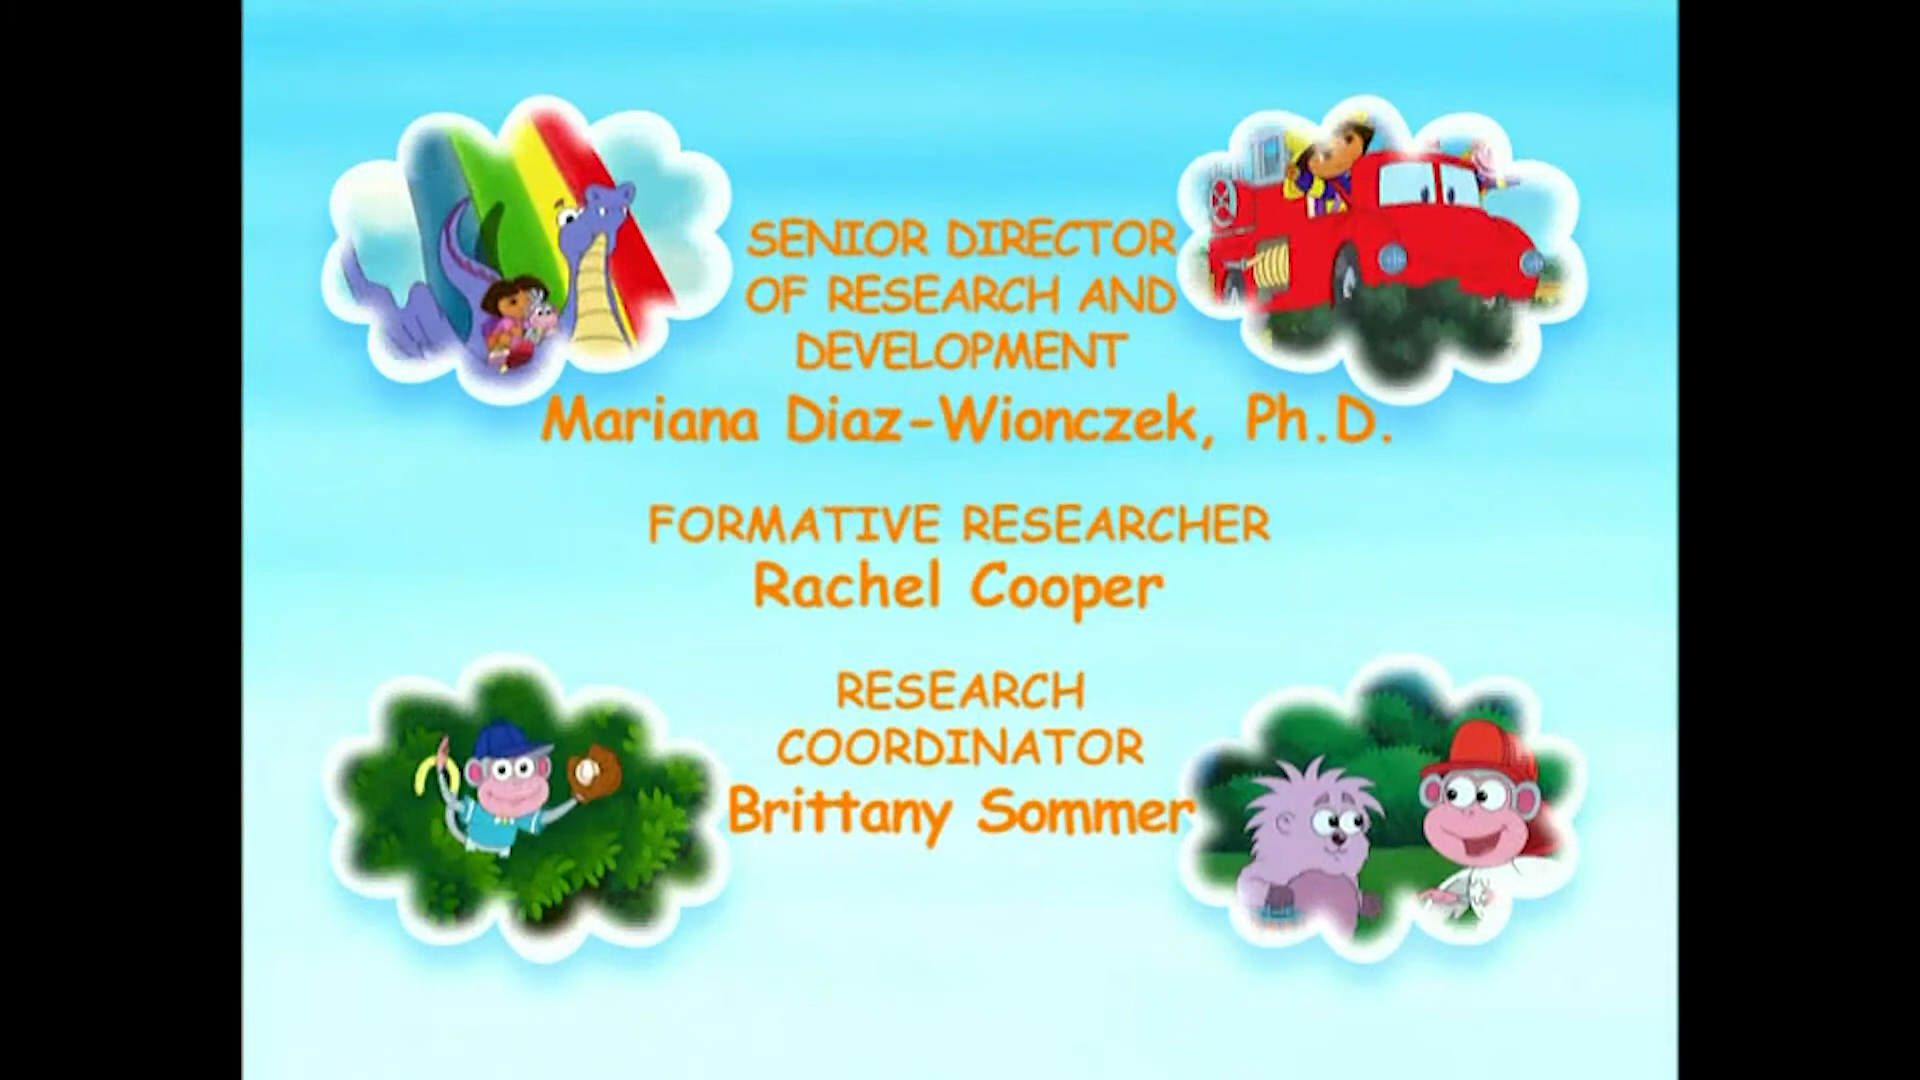 SENIOR DIRECTOR
OF RESEARCH AND
DEVELOPMENT
Mariana Diaz-Wionczek, Ph.D.
FORMATIVE RESEARCHER
Rachel Cooper
RESEARCH
COORDINATOR
Brittany Sommer